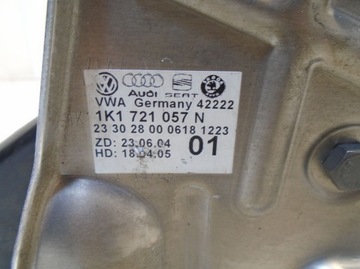 AUDI SEAT
VWA Germany 42222
1K1 721 057 N
23 30 28 00 0618 1223
ZD: 23.06.04 01
HD: 18.04.05